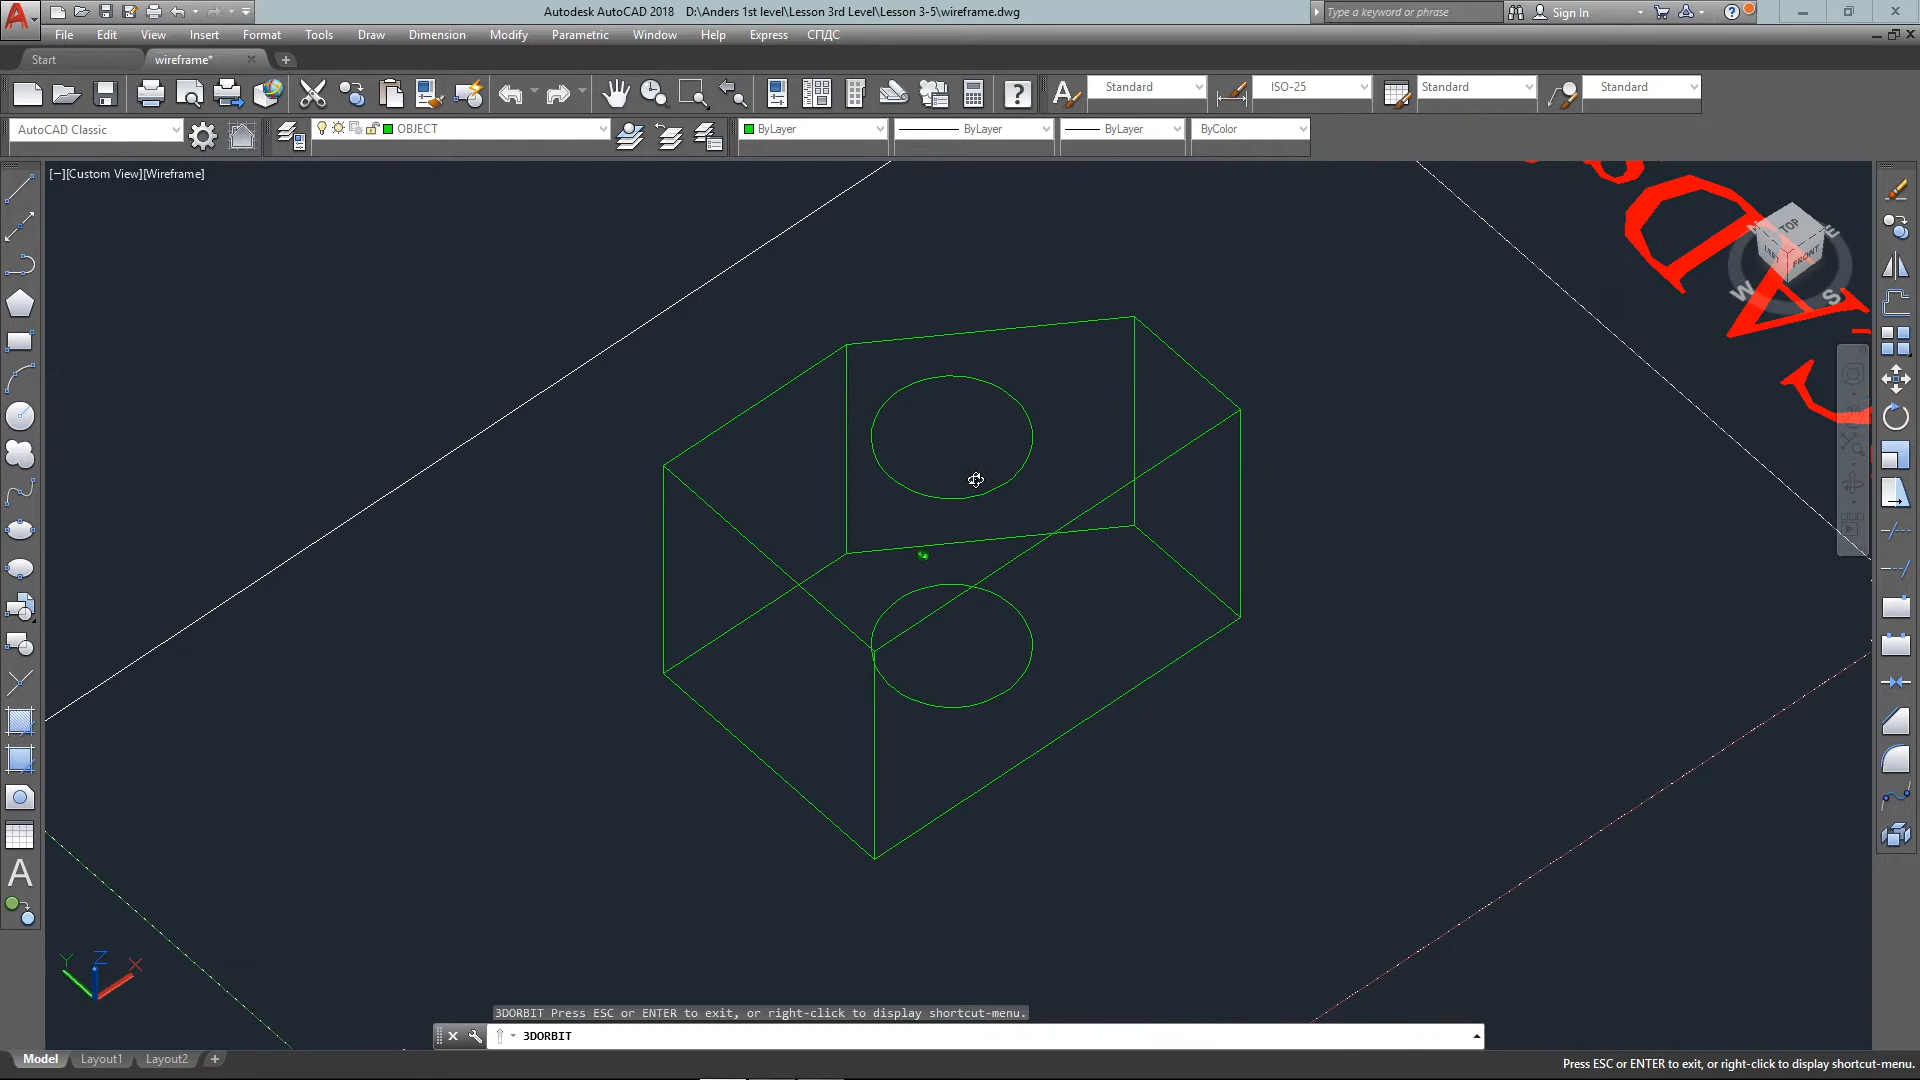 Autodesk AutoCAD 2018 D:\Anders 1st level\Lesson 3rd Level\Lesson 3-5\wireframe.dwg
Type a keyword or phrase
Sign In
File Edit View Insert Format Tools Draw Dimension Modify Parametric Window Help Express СПДС
Start wireframe*
Standard ISO-25 Standard Standard
AutoCAD Classic OBJECT ByLayer ByLayer ByLayer ByColor
[−][Custom View][Wireframe]
TOP
LEFT FRONT
N E
W S
Y Z X
3DORBIT Press ESC or ENTER to exit, or right-click to display shortcut-menu.
3DORBIT
Model Layout1 Layout2
Press ESC or ENTER to exit, or right-click to display shortcut-menu.